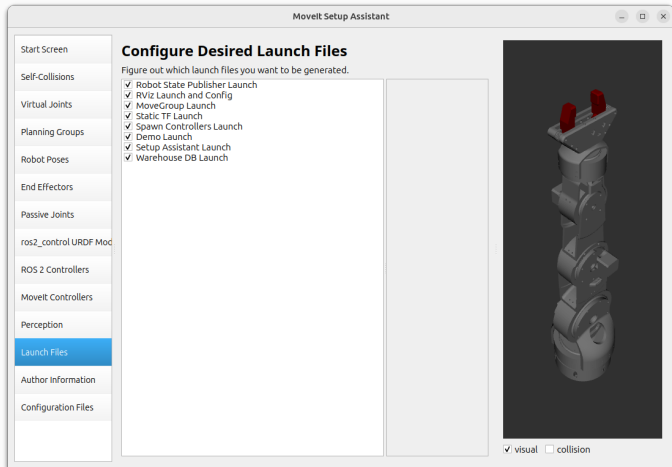 MoveIt Setup Assistant
Start Screen
Self-Collisions
Virtual Joints
Planning Groups
Robot Poses
End Effectors
Passive Joints
ros2_control URDF Mod
ROS 2 Controllers
MoveIt Controllers
Perception
Launch Files
Author Information
Configuration Files
Configure Desired Launch Files
Figure out which launch files you want to be generated.
Robot State Publisher Launch
RViz Launch and Config
MoveGroup Launch
Static TF Launch
Spawn Controllers Launch
Demo Launch
Setup Assistant Launch
Warehouse DB Launch
visual collision